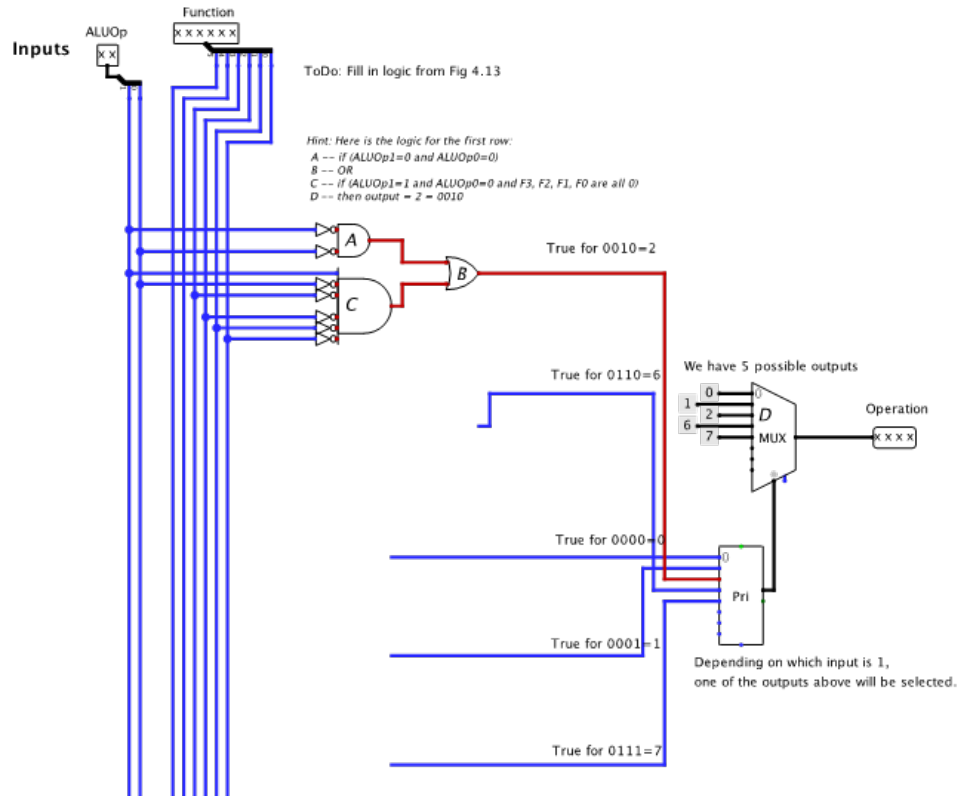 Function
ALUOp
x x x x x x
Inputs
x x
ToDo: Fill in logic from Fig 4.13
Hint: Here is the logic for the first row:
A -- if (ALUOp1=0 and ALUOp0=0)
B -- OR
C -- if (ALUOp1=1 and ALUOp0=0 and F3, F2, F1, F0 are all 0)
D -- then output = 2 = 0010
A
True for 0010=2
B
C
We have 5 possible outputs
True for 0110=6
0
0
1
2
D
6
7
MUX
Operation
x x x x
True for 0000=0
0
Pri
True for 0001=1
Depending on which input is 1,
one of the outputs above will be selected.
True for 0111=7